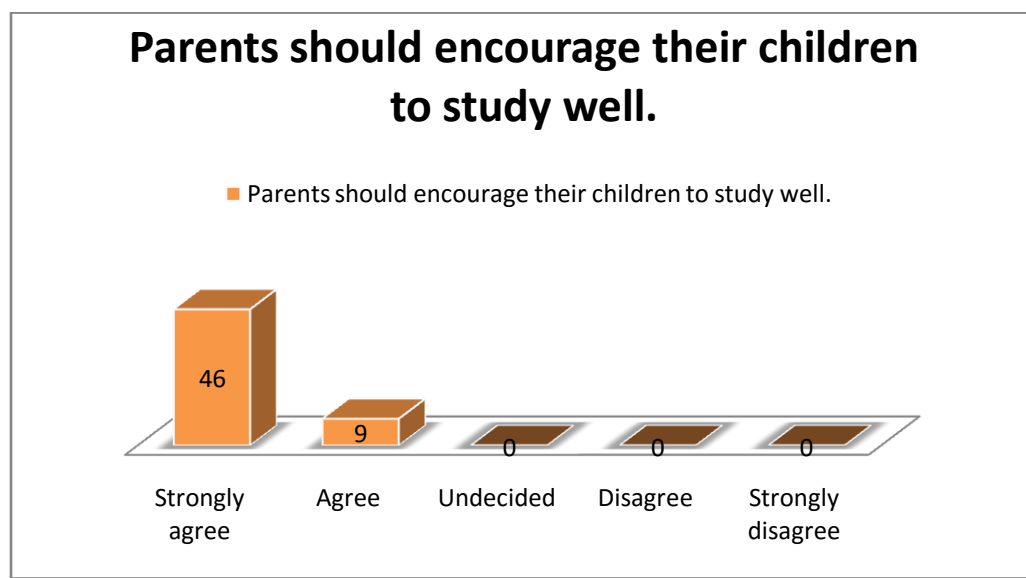 Parents should encourage their children
to study well.
Parents should encourage their children to study well.
46
9
0
0
0
Strongly
agree
Agree
Undecided
Disagree
Strongly
disagree